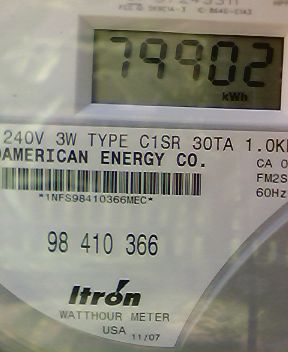 79902
kWh
240V 3W TYPE C1SR 30TA 1.0K
AMERICAN ENERGY CO.
CA 0
FM2S
60Hz
*1NFS98410366MEC*
98 410 366
Itrón
WATTHOUR METER
USA 11/07